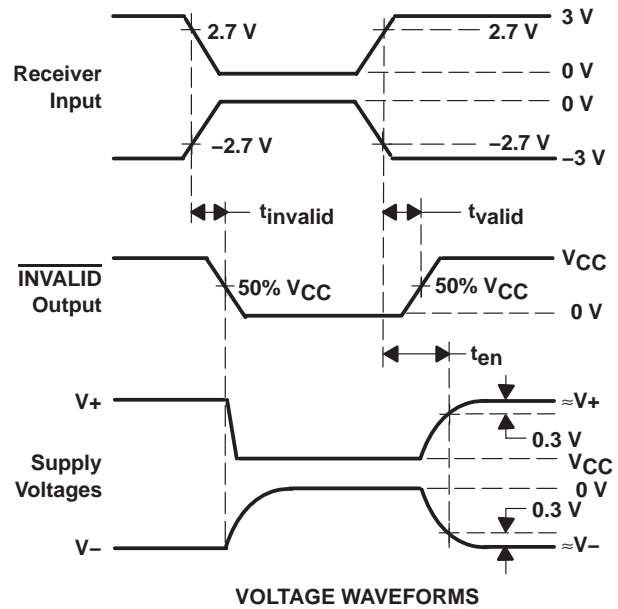 3 V
2.7 V
2.7 V
Receiver
Input
0 V
0 V
–2.7 V
–2.7 V
–3 V
tinvalid
tvalid
VCC
INVALID
Output
50% VCC
50% VCC
0 V
ten
V+
≈V+
0.3 V
Supply
Voltages
VCC
0 V
0.3 V
V–
≈V–
VOLTAGE WAVEFORMS